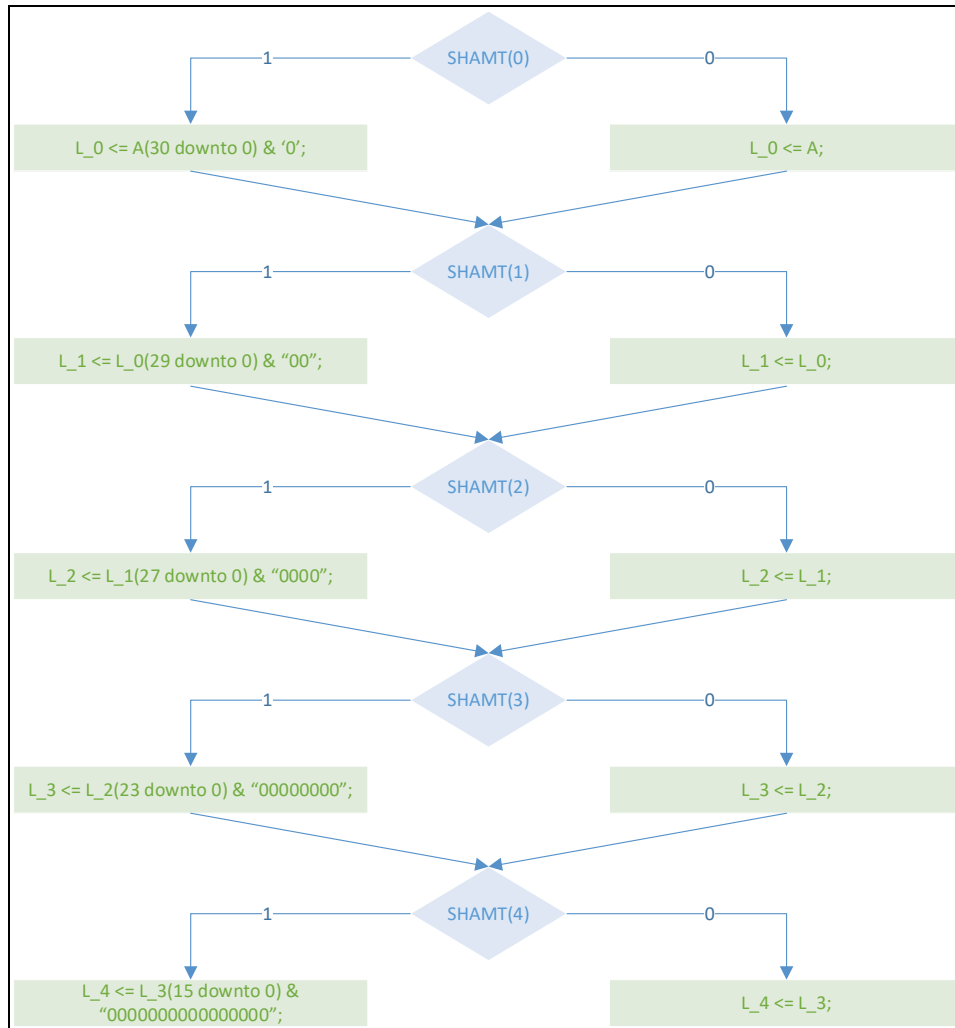 SHAMT(0)
1
0
L_0 <= A(30 downto 0) & ‘0’;
L_0 <= A;
SHAMT(1)
1
0
L_1 <= L_0(29 downto 0) & “00”;
L_1 <= L_0;
SHAMT(2)
1
0
L_2 <= L_1(27 downto 0) & “0000”;
L_2 <= L_1;
SHAMT(3)
1
0
L_3 <= L_2(23 downto 0) & “00000000”;
L_3 <= L_2;
SHAMT(4)
1
0
L_4 <= L_3(15 downto 0) &
“0000000000000000”;
L_4 <= L_3;